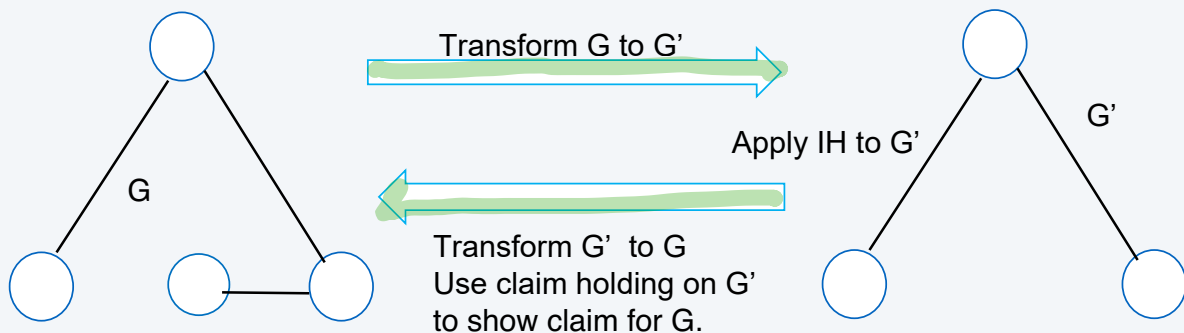 Transform G to G’
G’
Apply IH to G’
G
Transform G’ to G
Use claim holding on G’
to show claim for G.